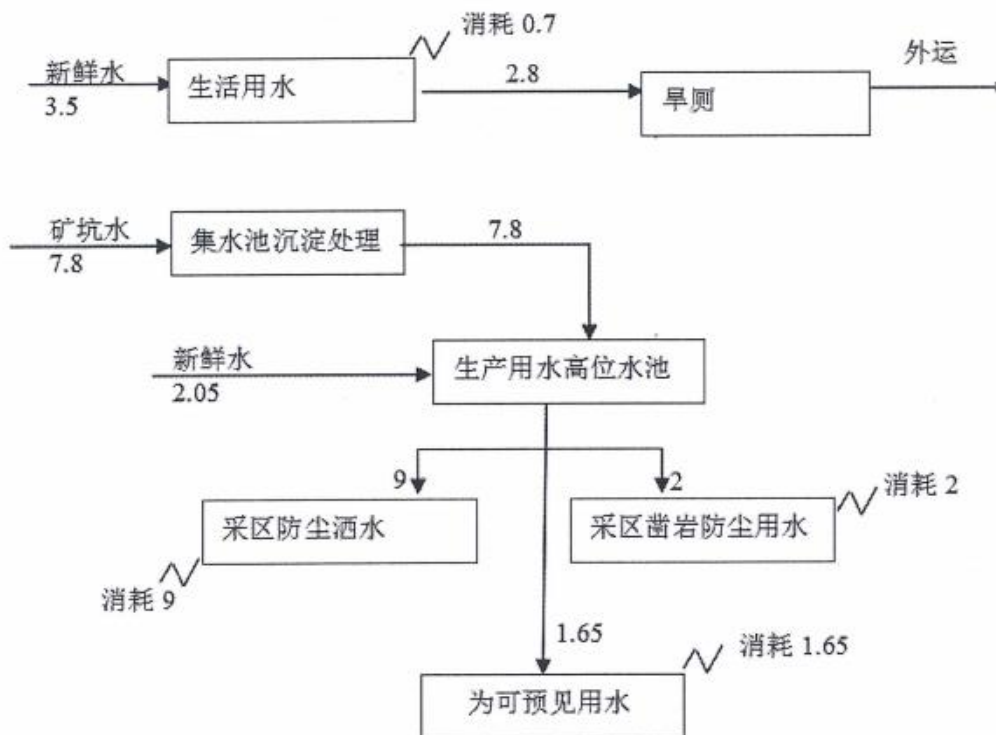 消耗 0.7
外运
新鲜水
3.5
生活用水
2.8
旱厕
矿坑水
7.8
集水池沉淀处理
7.8
新鲜水
2.05
生产用水高位水池
9
2
消耗 2
采区防尘洒水
采区凿岩防尘用水
消耗 9
1.65
消耗 1.65
为可预见用水